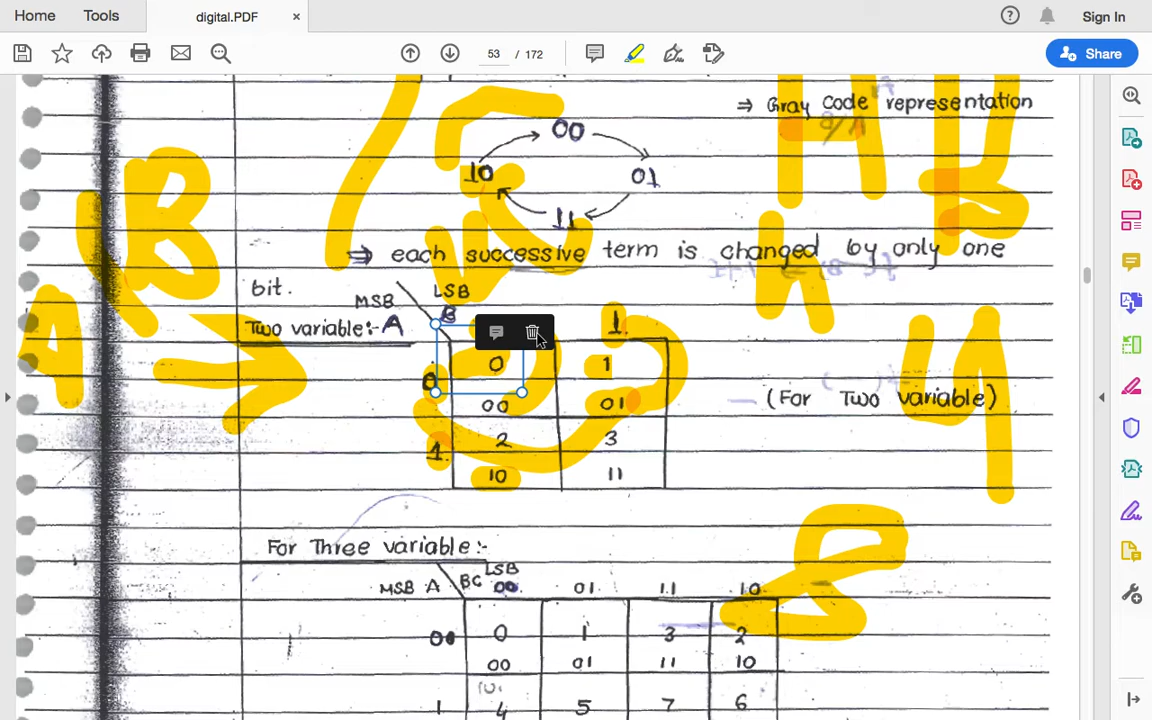 Home Tools digital.PDF × Sign In
53 / 172 Share
⇒ Gray Code representation
00
10 01
11
⇒ each successive term is changed by only one
bit.
MSB LSB
Two variable:- A B
1
0 0 1
00 01
(For Two variable)
1 2 3
10 11
A B
K
4
8
For Three variable:-
MSB A BC LSB
00 01 11 10
0 1 3 2
00 01 11 10
1 4 5 7 6